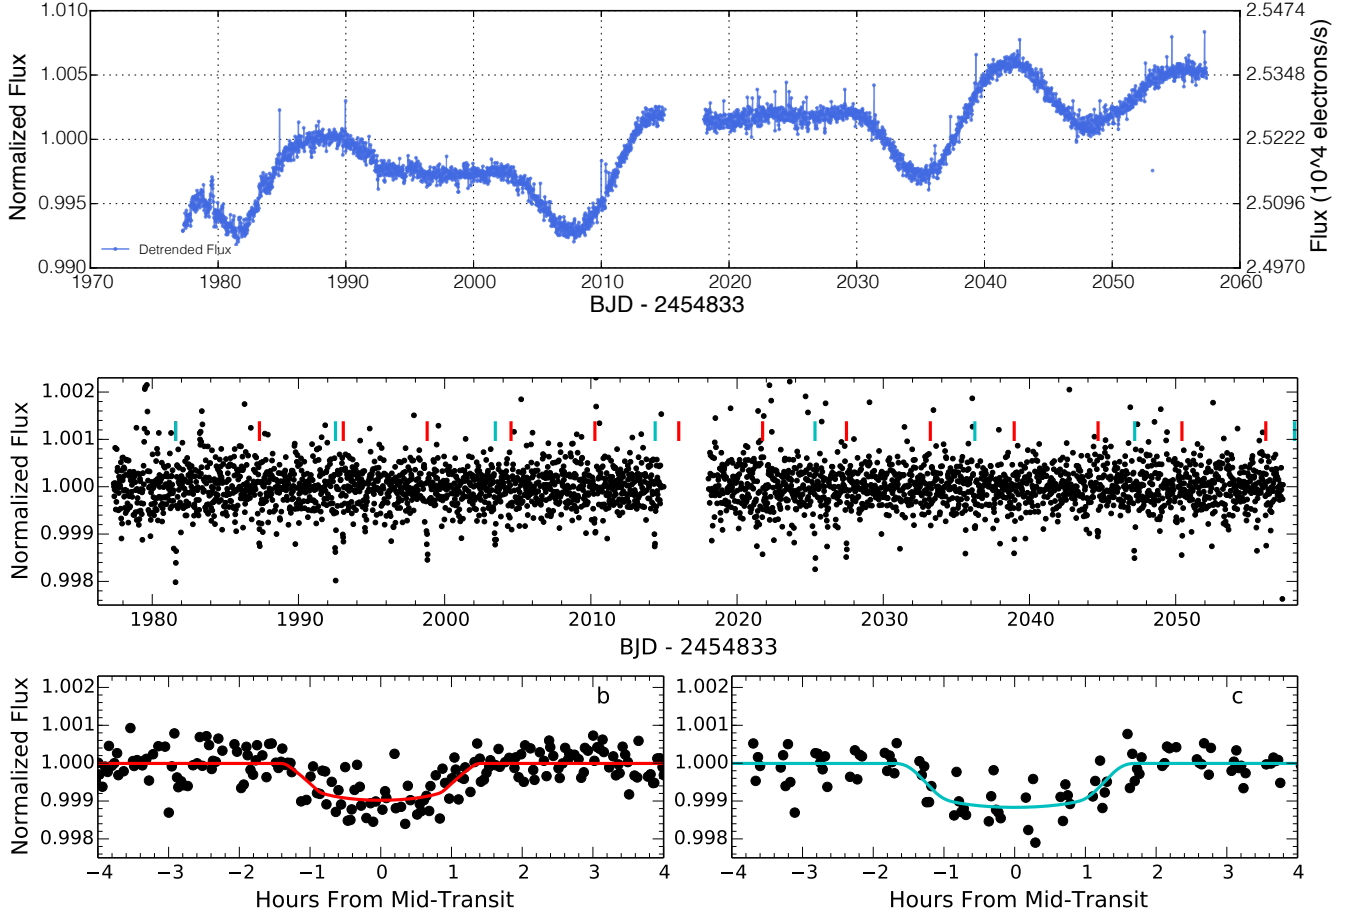 1.010
1.005
1.000
0.995
0.990
Normalized Flux
2.5474
2.5348
2.5222
2.5096
2.4970
Flux (10^4 electrons/s)
Detrended Flux
1970 1980 1990 2000 2010 2020 2030 2040 2050 2060
BJD - 2454833
1.002
1.001
1.000
0.999
0.998
Normalized Flux
1980 1990 2000 2010 2020 2030 2040 2050
BJD - 2454833
b
1.002
1.001
1.000
0.999
0.998
Normalized Flux
−4 −3 −2 −1 0 1 2 3 4
Hours From Mid-Transit
c
1.002
1.001
1.000
0.999
0.998
−4 −3 −2 −1 0 1 2 3 4
Hours From Mid-Transit